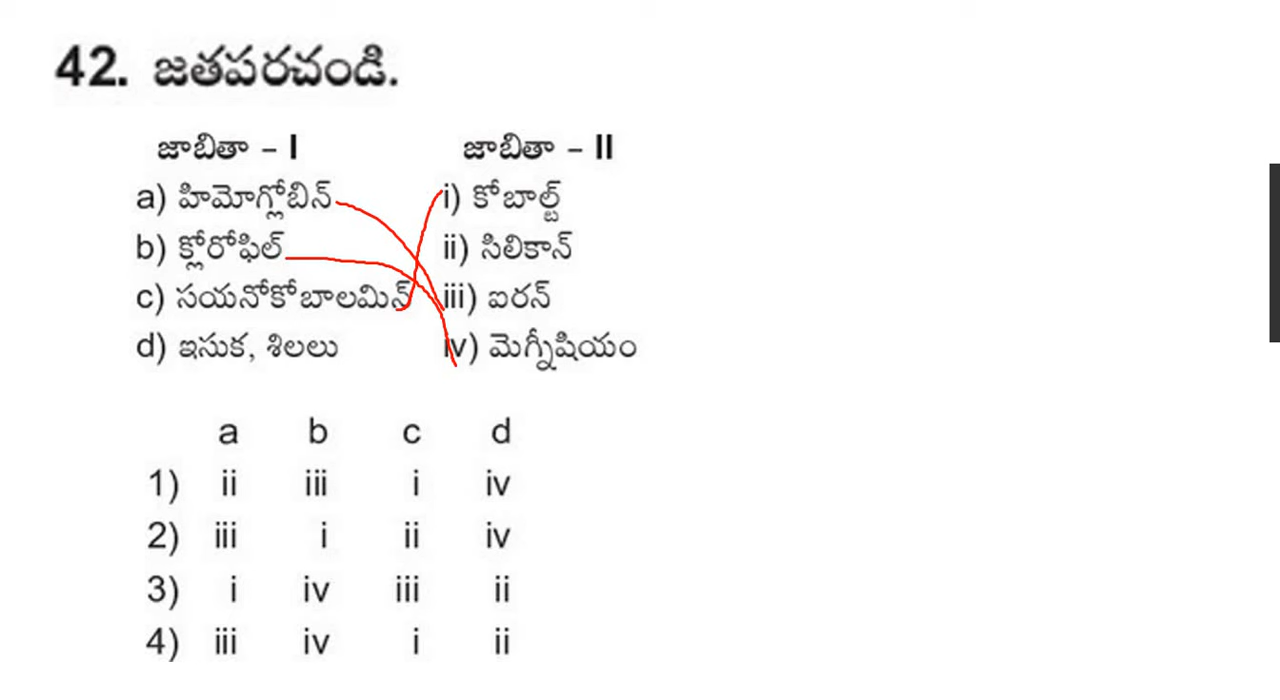 42. జతపరచండి.
జాబితా – I జాబితా – II
a) హిమోగ్లోబిన్ i) కోబాల్ట్
b) క్లోరోఫిల్ ii) సిలికాన్
c) సయనోకోబాలమిన్ iii) ఐరన్
d) ఇసుక, శిలలు iv) మెగ్నీషియం
a b c d
1) ii iii i iv
2) iii i ii iv
3) i iv iii ii
4) iii iv i ii